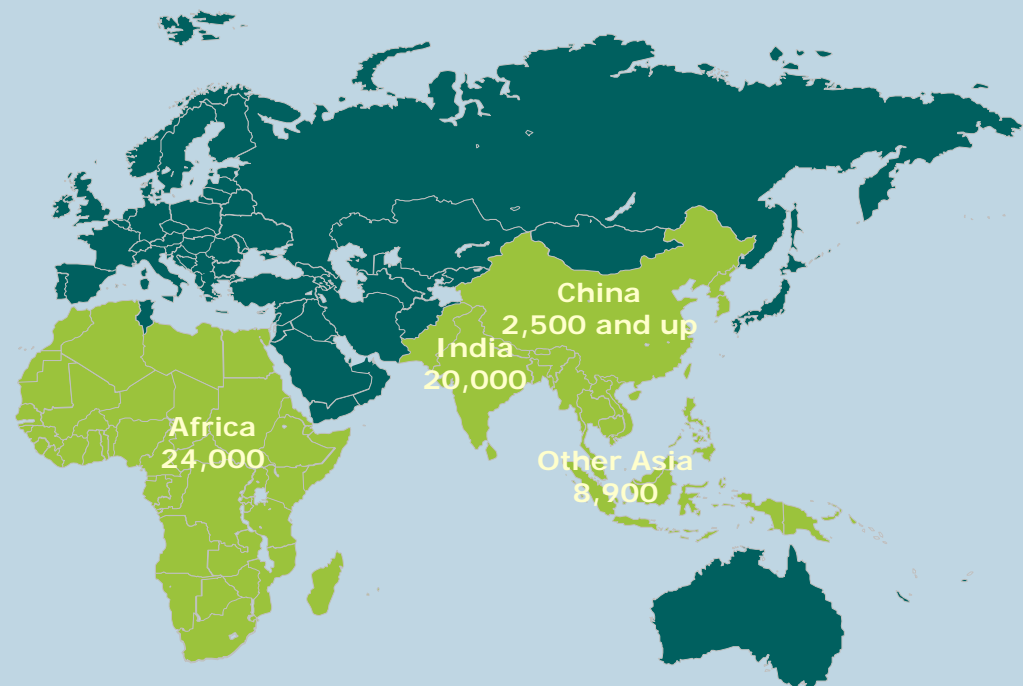 China
2,500 and up
India
20,000
Africa
24,000
Other Asia
8,900